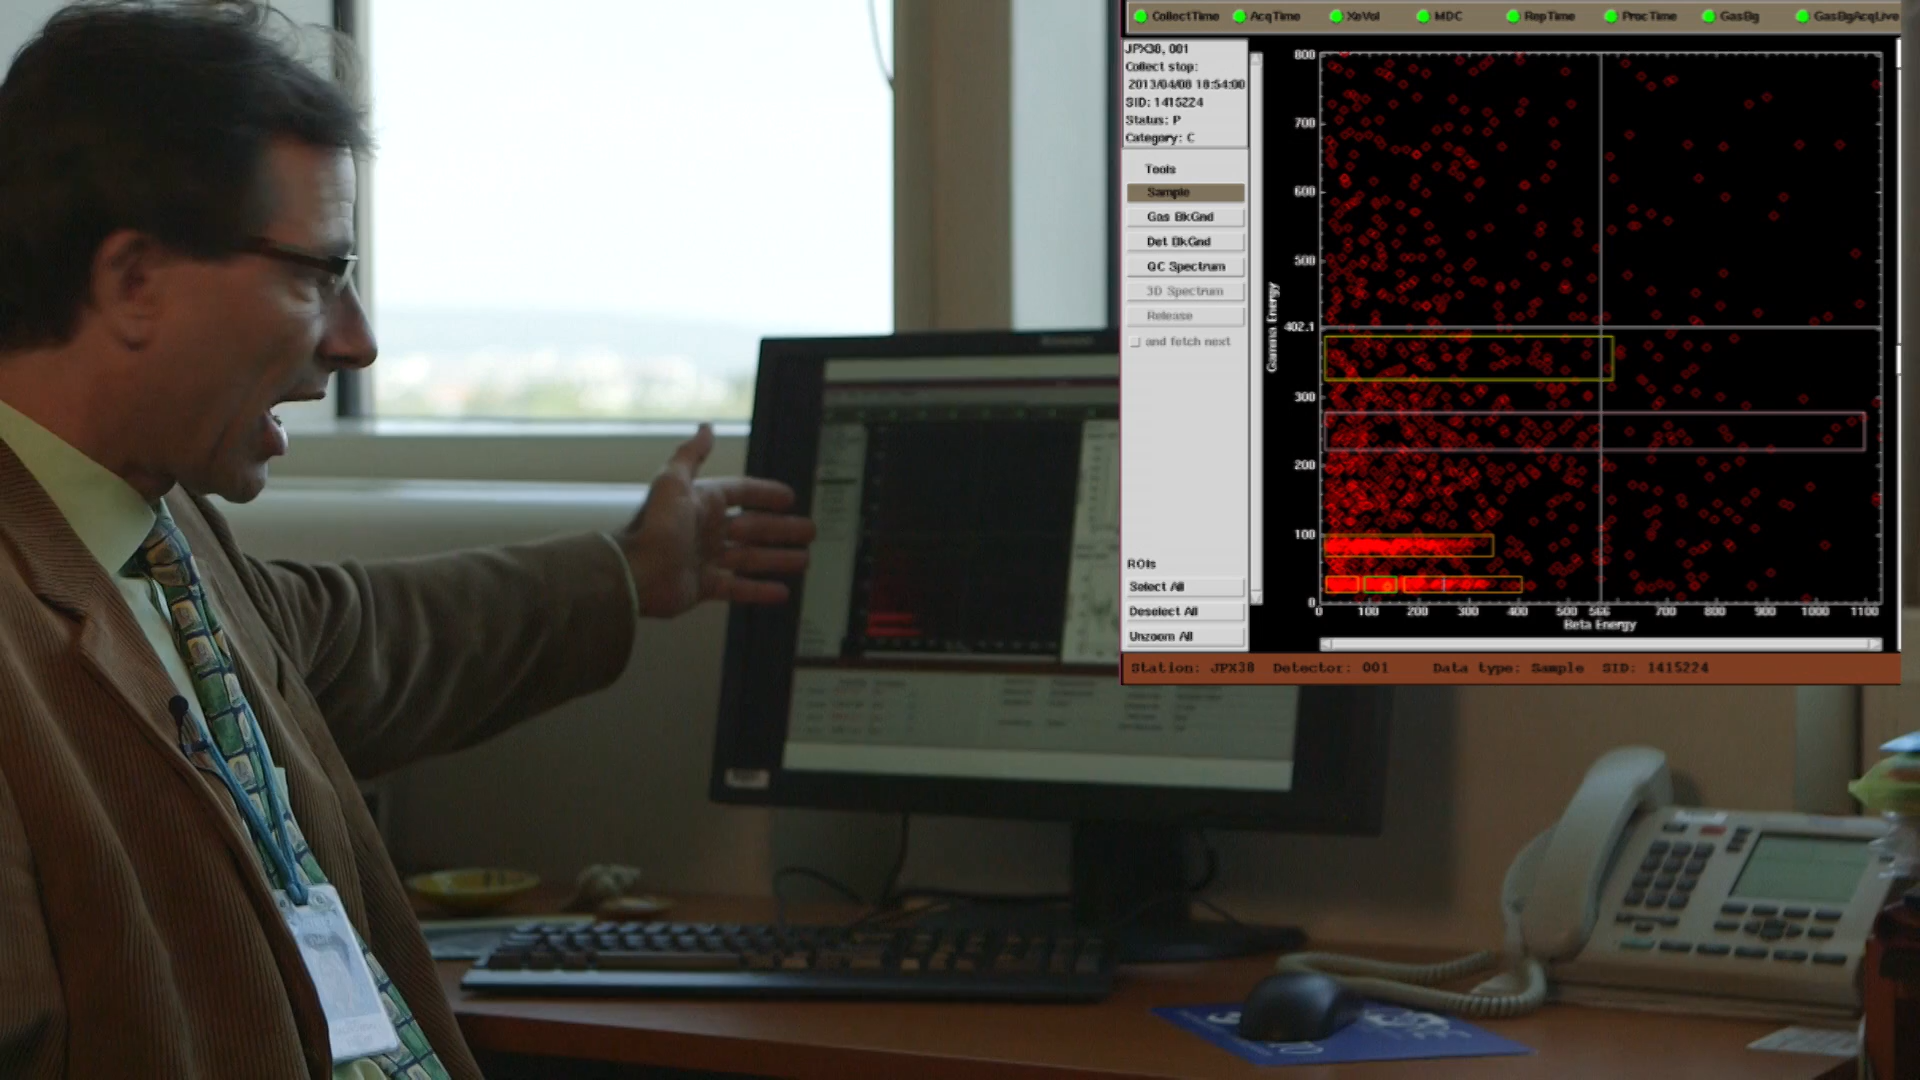 CollectTime AcqTime XeVol MDC RepTime ProcTime GasBg GasBgAcqLive
JPX38, 001
Collect stop:
2013/04/08 18:54:00
SID: 1415224
Status: P
Category: C
Tools
Sample
Gas BkGnd
Det BkGnd
QC Spectrum
3D Spectrum
Release
and fetch next
ROIs
Select All
Deselect All
Unzoom All
800
700
600
500
402.1
300
200
100
0
Gamma Energy
0 100 200 300 400 500 566 700 800 900 1000 1100
Beta Energy
Station: JPX38 Detector: 001 Data type: Sample SID: 1415224